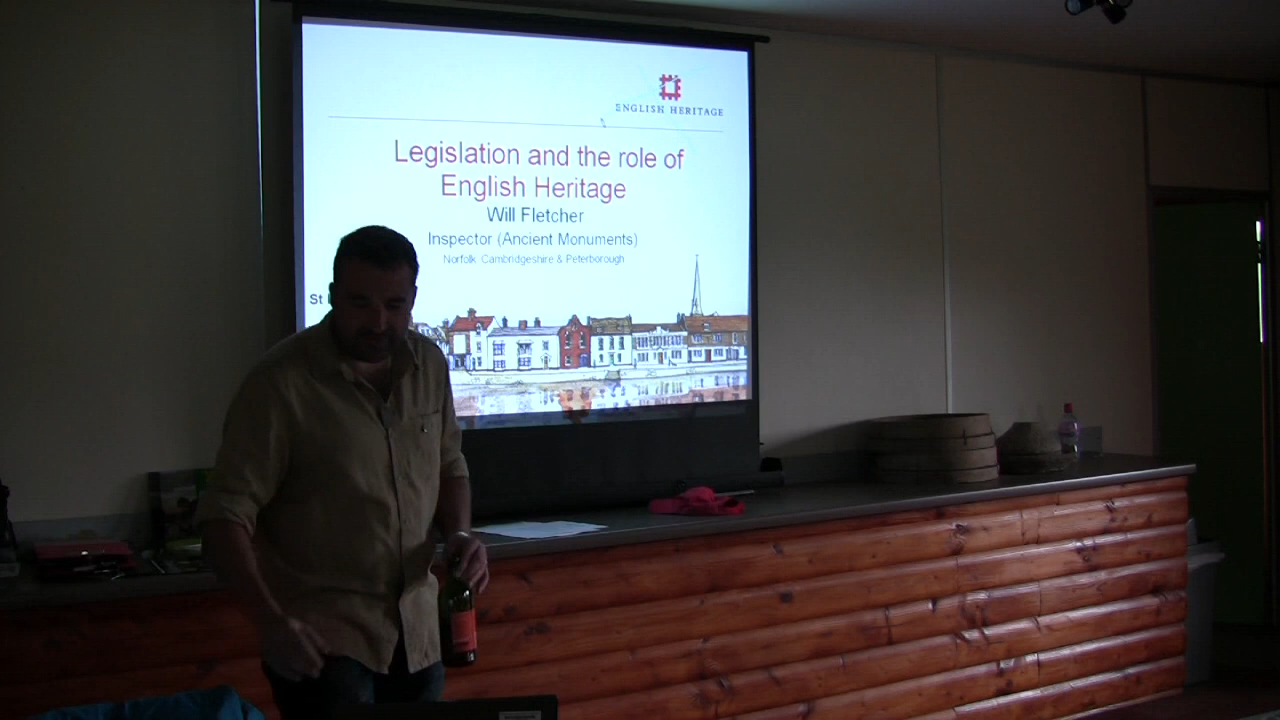 ENGLISH HERITAGE
Legislation and the role of
English Heritage
Will Fletcher
Inspector (Ancient Monuments)
Norfolk Cambridgeshire & Peterborough
St